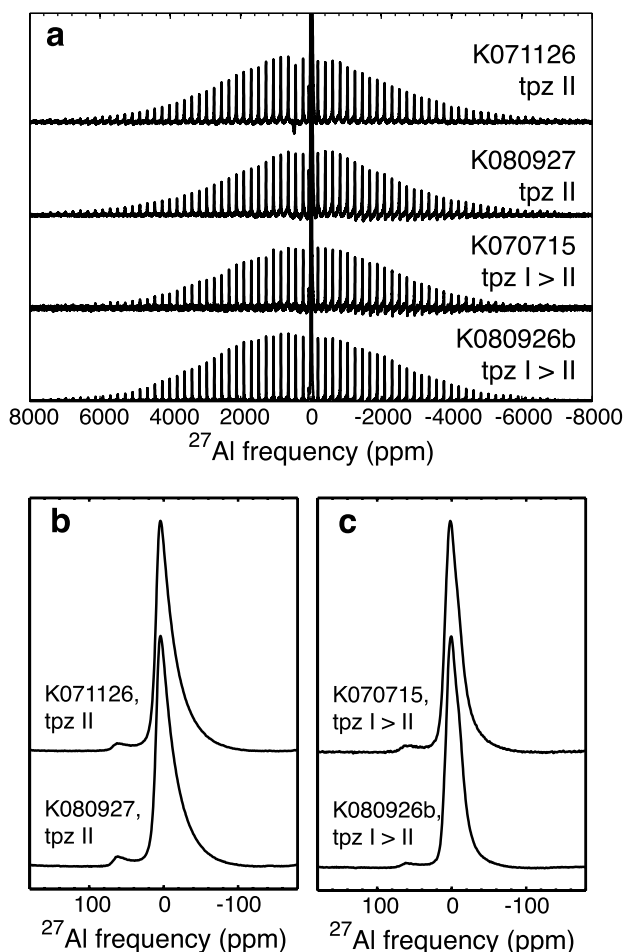 a
K071126
tpz II
K080927
tpz II
K070715
tpz I > II
K080926b
tpz I > II
8000 6000 4000 2000 0 -2000 -4000 -6000 -8000
²⁷Al frequency (ppm)
b
K071126,
tpz II
K080927,
tpz II
100 0 -100
²⁷Al frequency (ppm)
c
K070715,
tpz I > II
K080926b,
tpz I > II
100 0 -100
²⁷Al frequency (ppm)